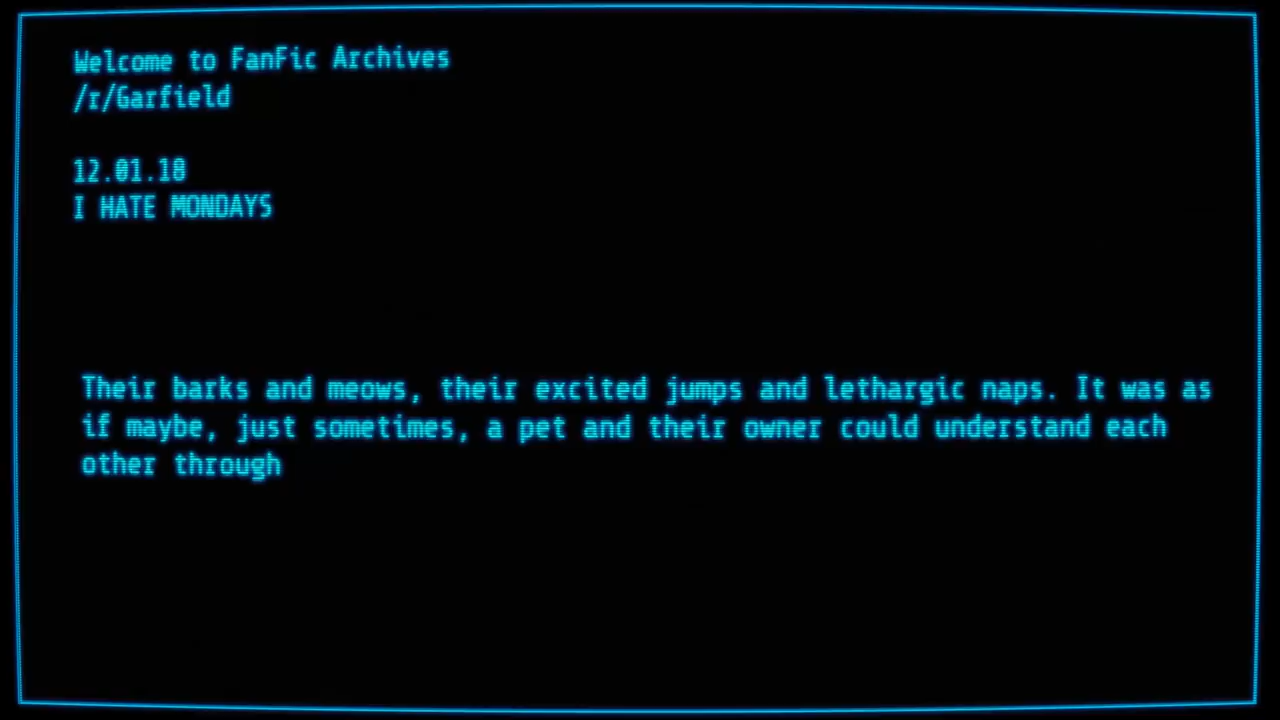 Welcome to FanFic Archives
/r/Garfield
12.01.18
I HATE MONDAYS
Their barks and meows, their excited jumps and lethargic naps. It was as
if maybe, just sometimes, a pet and their owner could understand each
other through